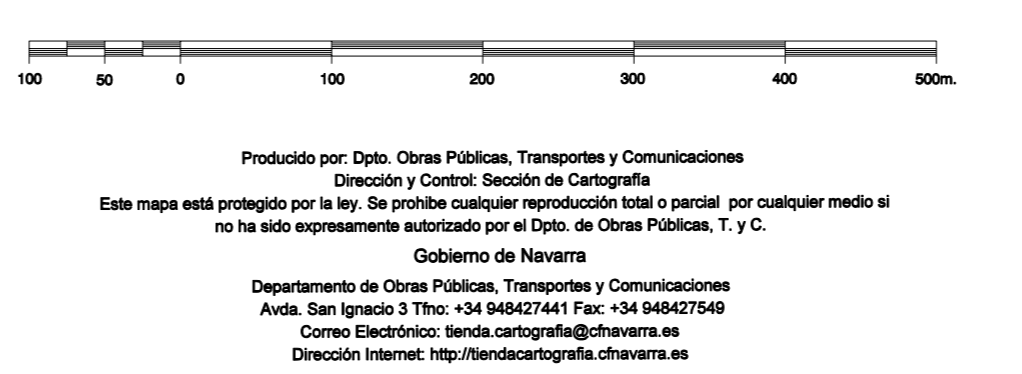 100 50 0 100 200 300 400 500m.
Producido por: Dpto. Obras Públicas, Transportes y Comunicaciones
Dirección y Control: Sección de Cartografía
Este mapa está protegido por la ley. Se prohibe cualquier reproducción total o parcial por cualquier medio si
no ha sido expresamente autorizado por el Dpto. de Obras Públicas, T. y C.
Gobierno de Navarra
Departamento de Obras Públicas, Transportes y Comunicaciones
Avda. San Ignacio 3 Tfno: +34 948427441 Fax: +34 948427549
Correo Electrónico: tienda.cartografia@cfnavarra.es
Dirección Internet: http://tiendacartografia.cfnavarra.es